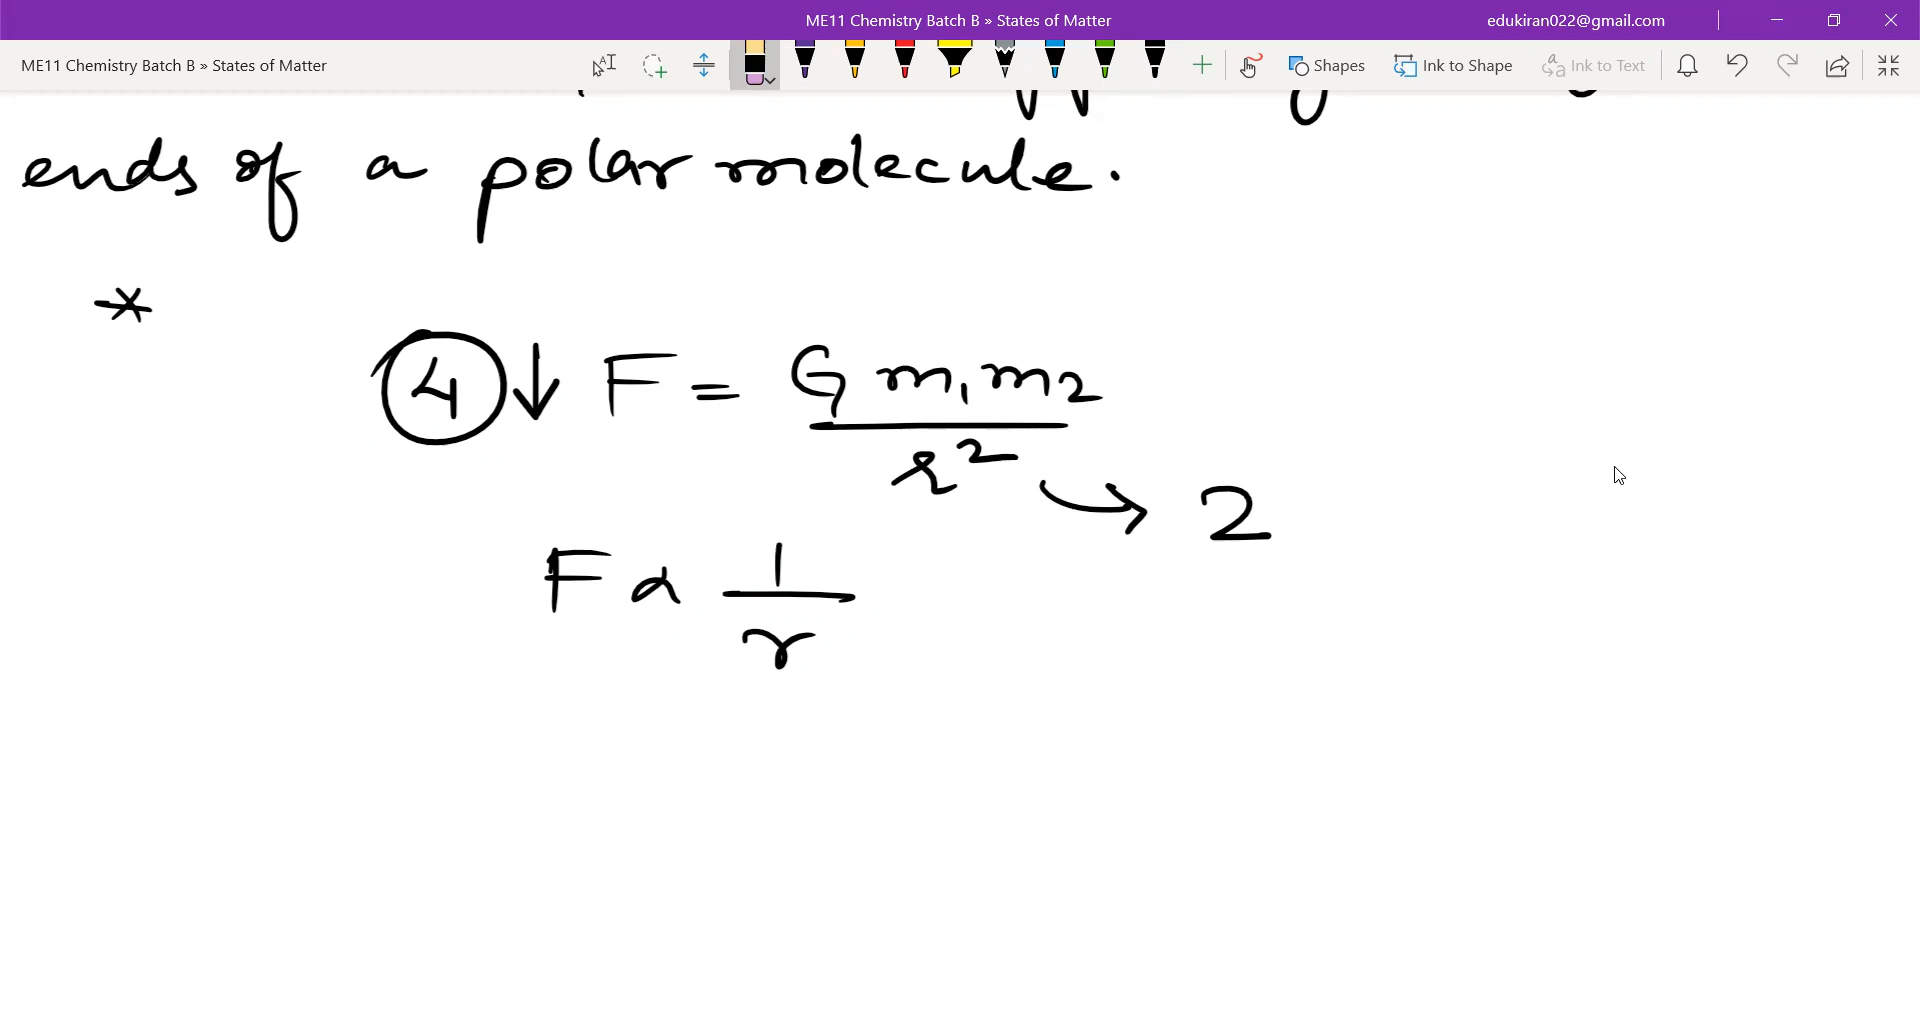 ME11 Chemistry Batch B » States of Matter
edukiran022@gmail.com
ME11 Chemistry Batch B » States of Matter
Shapes
Ink to Shape
Ink to Text
ends of a polar molecule.
*
4 ↓ F = G m₁m₂ / r² → 2
F ∝ 1 / r